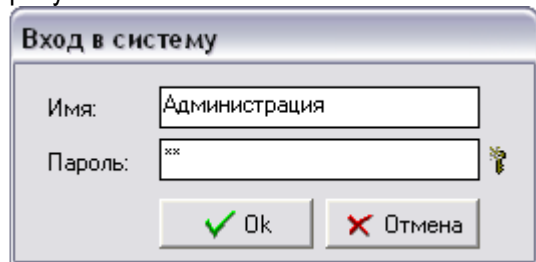 Вход в систему
Имя: Администрация
Пароль: **
Ok Отмена